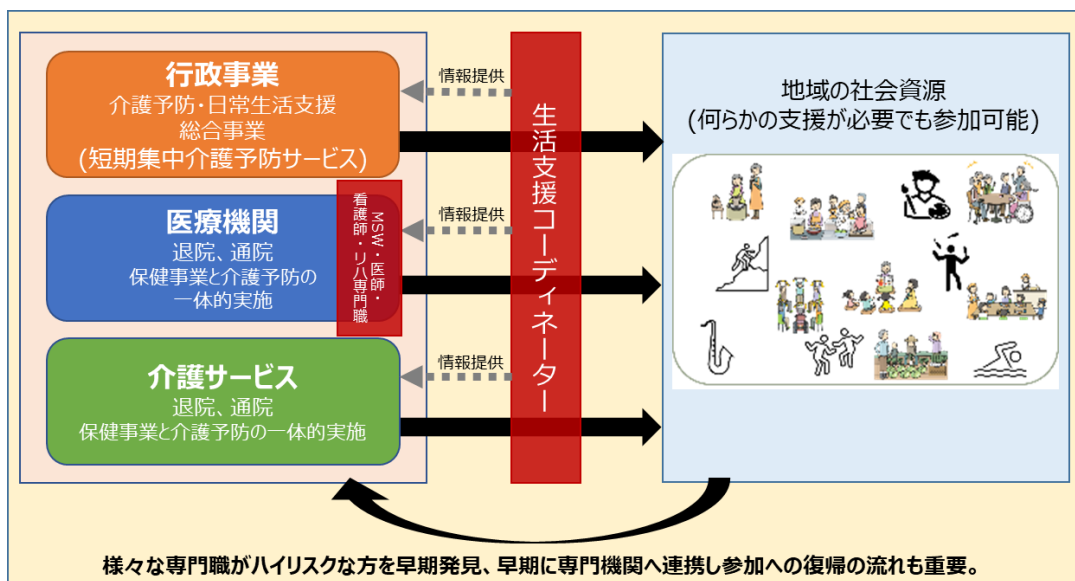 行政事業
介護予防・日常生活支援
総合事業
(短期集中介護予防サービス)
医療機関
退院、通院
保健事業と介護予防の
一体的実施
MSW・医師・
看護師・リハ専門職
介護サービス
退院、通院
保健事業と介護予防の一体的実施
情報提供
情報提供
情報提供
生活支援コーディネーター
地域の社会資源
(何らかの支援が必要でも参加可能)
様々な専門職がハイリスクな方を早期発見、早期に専門機関へ連携し参加への復帰の流れも重要。